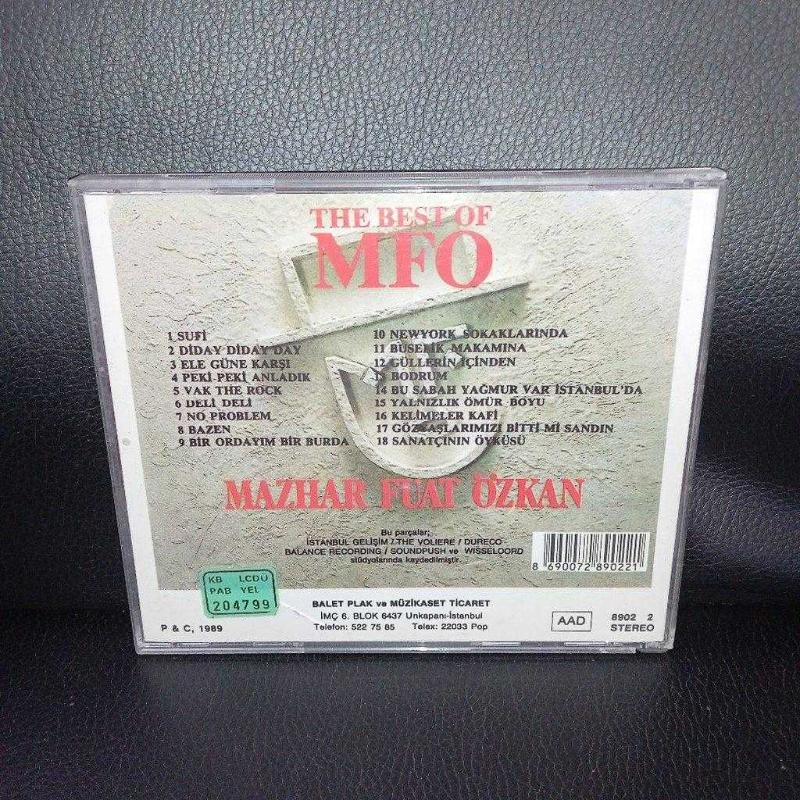 THE BEST OF
MFO
1 SUFİ
2 DİDAY DİDAY DAY
3 ELE GÜNE KARŞI
4 PEKİ PEKİ ANLADIK
5 VAK THE ROCK
6 DELİ DELİ
7 NO PROBLEM
8 BAZEN
9 BİR ORDAYIM BİR BURDA
10 NEWYORK SOKAKLARINDA
11 BUSELİK MAKAMINA
12 GÜLLERİN İÇİNDEN
13 BODRUM
14 BU SABAH YAĞMUR VAR İSTANBUL'DA
15 YALNIZLIK ÖMÜR BOYU
16 KELİMELER KAFİ
17 GÖZYAŞLARIMIZI BİTTİ Mİ SANDIN
18 SANATÇININ ÖYKÜSÜ
MAZHAR FUAT ÖZKAN
Bu parçalar;
İSTANBUL GELİŞİM / THE VOLIERE / DURECO
BALANCE RECORDING / SOUNDPUSH ve WISSELOORD
stüdyolarında kaydedilmiştir.
8 690072 890221
KB LCDÜ
PAB YEL
204799
P & C, 1989
BALET PLAK ve MÜZİKASET TİCARET
İMÇ 6. BLOK 6437 Unkapanı-İstanbul
Telefon: 522 75 85 Telex: 22033 Pop
AAD
8902 2
STEREO